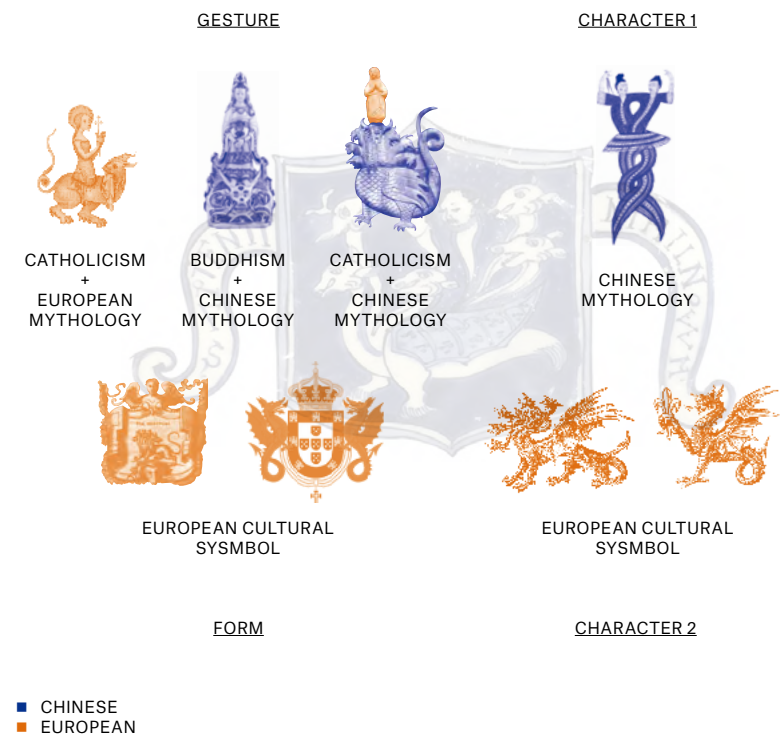 GESTURE
CHARACTER 1
CATHOLICISM
+
EUROPEAN
MYTHOLOGY
BUDDHISM
+
CHINESE
MYTHOLOGY
CATHOLICISM
+
CHINESE
MYTHOLOGY
CHINESE
MYTHOLOGY
EUROPEAN CULTURAL
SYSMBOL
EUROPEAN CULTURAL
SYSMBOL
FORM
CHARACTER 2
CHINESE
EUROPEAN